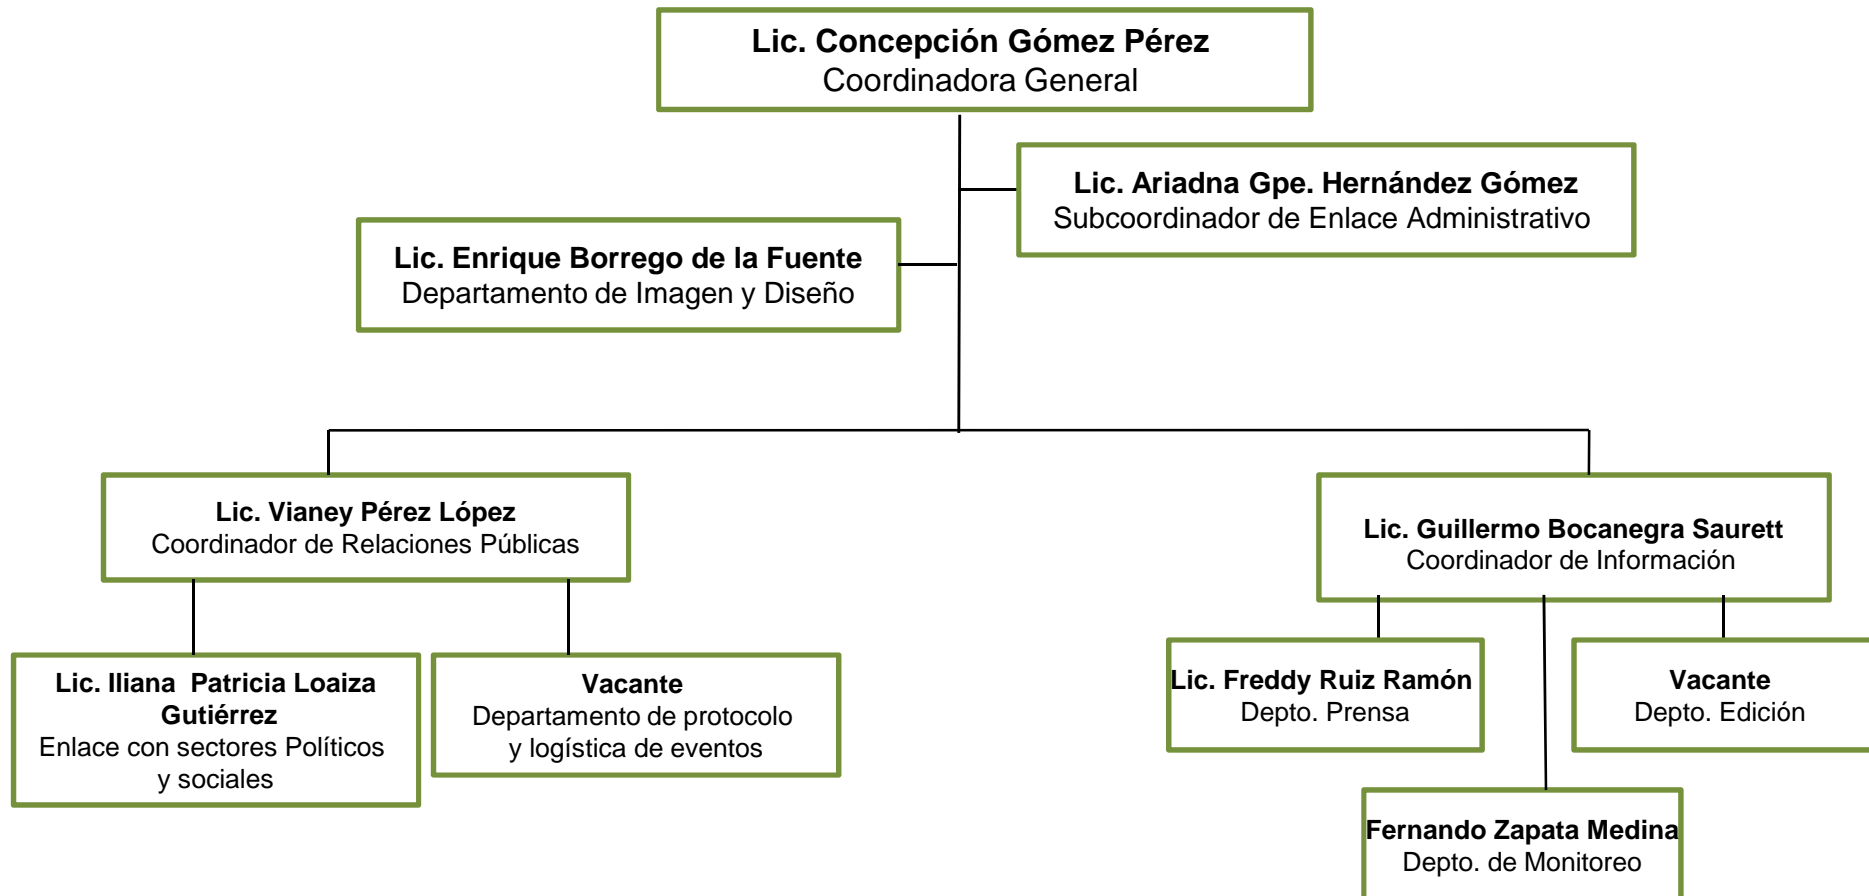 Lic. Concepción Gómez Pérez
Coordinadora General
Lic. Ariadna Gpe. Hernández Gómez
Subcoordinador de Enlace Administrativo
Lic. Enrique Borrego de la Fuente
Departamento de Imagen y Diseño
Lic. Vianey Pérez López
Coordinador de Relaciones Públicas
Lic. Guillermo Bocanegra Saurett
Coordinador de Información
Lic. Iliana  Patricia Loaiza
Gutiérrez
Enlace con sectores Políticos
y sociales
Vacante
Departamento de protocolo
y logística de eventos
Lic. Freddy Ruiz Ramón
Depto. Prensa
Vacante
Depto. Edición
Fernando Zapata Medina
Depto. de Monitoreo